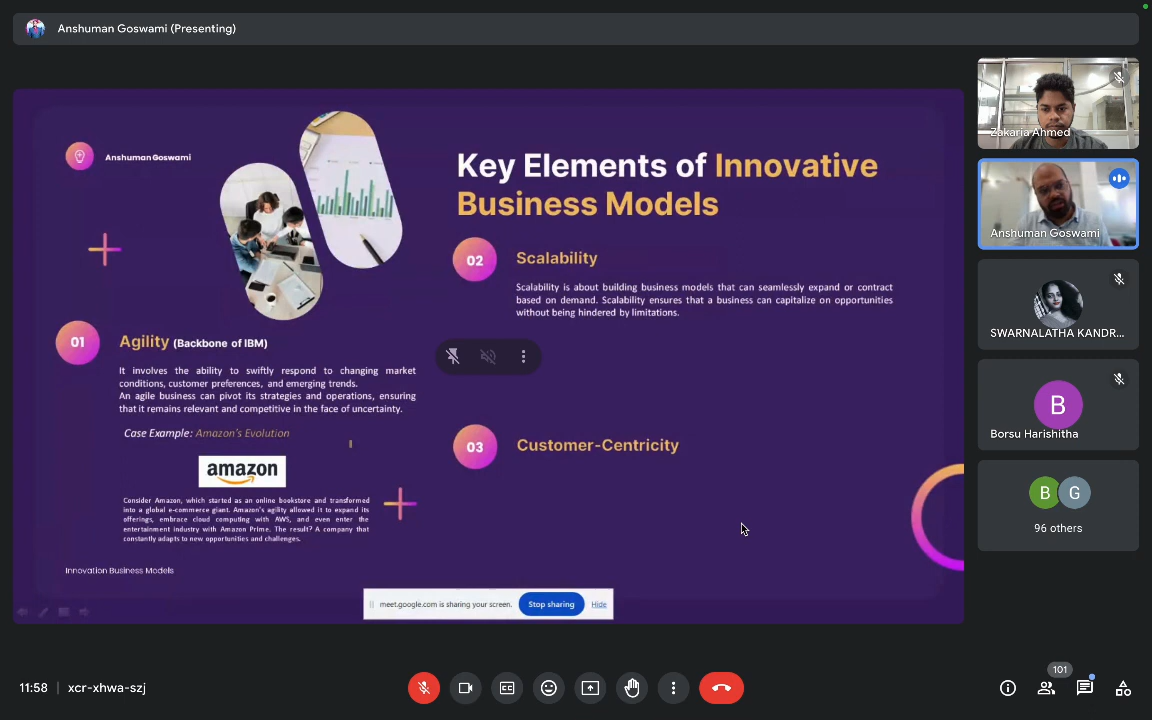 Anshuman Goswami (Presenting)
Anshuman Goswami
Key Elements of Innovative
Business Models
02
Scalability
Scalability is about building business models that can seamlessly expand or contract
based on demand. Scalability ensures that a business can capitalize on opportunities
without being hindered by limitations.
01
Agility (Backbone of IBM)
It involves the ability to swiftly respond to changing market
conditions, customer preferences, and emerging trends.
An agile business can pivot its strategies and operations, ensuring
that it remains relevant and competitive in the face of uncertainty.
Case Example: Amazon's Evolution
amazon
Consider Amazon, which started as an online bookstore and transformed
into a global e-commerce giant. Amazon's agility allowed it to expand its
offerings, embrace cloud computing with AWS, and even enter the
entertainment industry with Amazon Prime. The result? A company that
constantly adapts to new opportunities and challenges.
03
Customer-Centricity
Innovation Business Models
meet.google.com is sharing your screen.
Stop sharing
Hide
Zakaria Ahmed
Anshuman Goswami
SWARNALATHA KANDR...
B
Borsu Harishitha
B
G
96 others
11:58
xcr-xhwa-szj
101